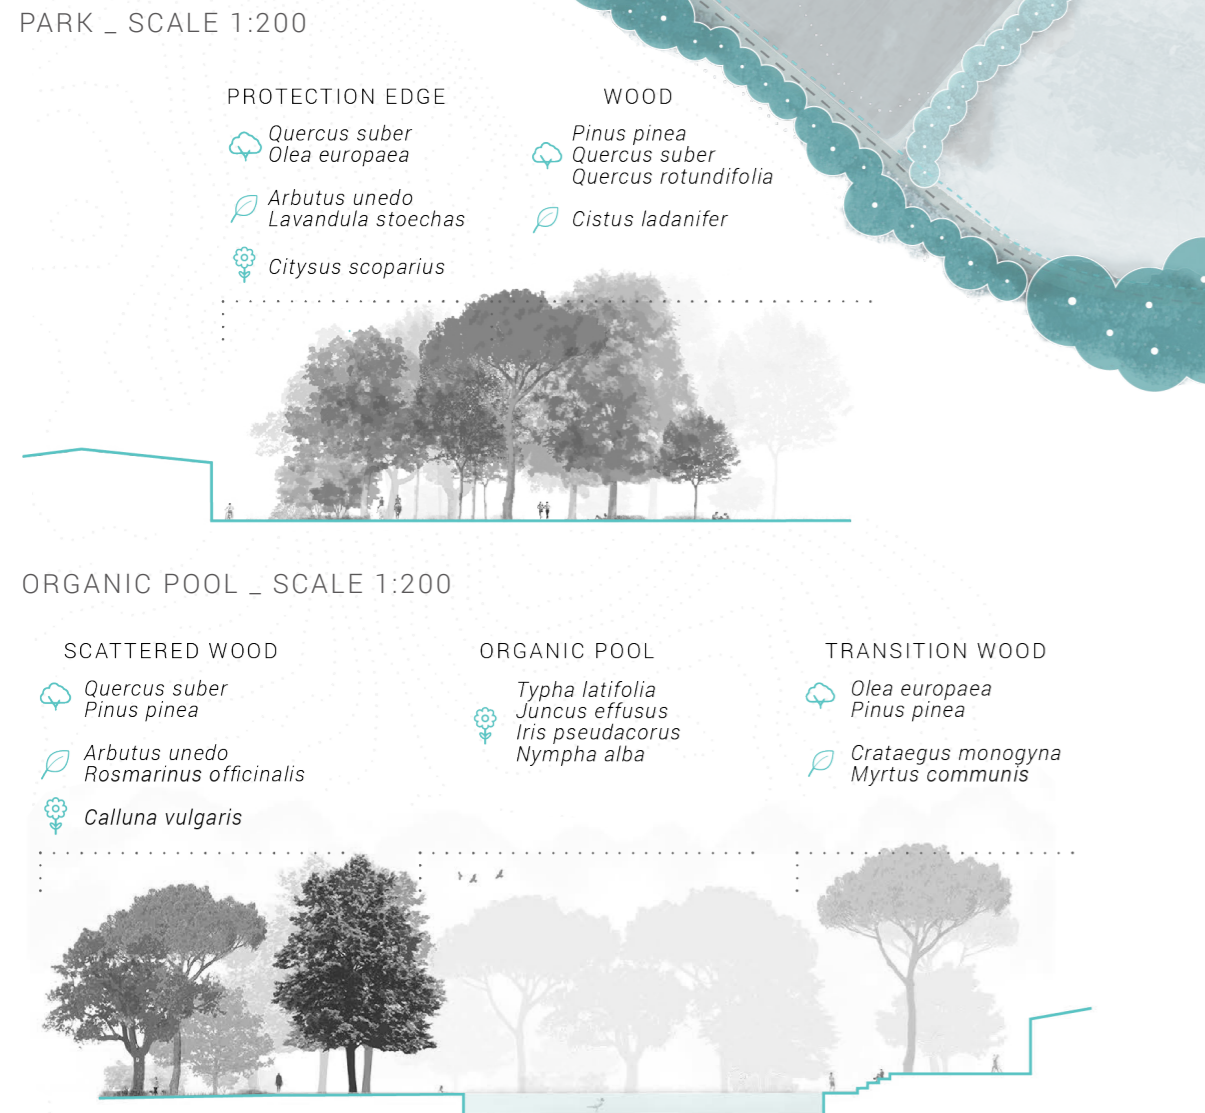 PARK _ SCALE 1:200
PROTECTION EDGE
Quercus suber
Olea europaea
Arbutus unedo
Lavandula stoechas
Citysus scoparius
WOOD
Pinus pinea
Quercus suber
Quercus rotundifolia
Cistus ladanifer
ORGANIC POOL _ SCALE 1:200
SCATTERED WOOD
Quercus suber
Pinus pinea
Arbutus unedo
Rosmarinus officinalis
Calluna vulgaris
ORGANIC POOL
Typha latifolia
Juncus effusus
Iris pseudacorus
Nympha alba
TRANSITION WOOD
Olea europaea
Pinus pinea
Crataegus monogyna
Myrtus communis